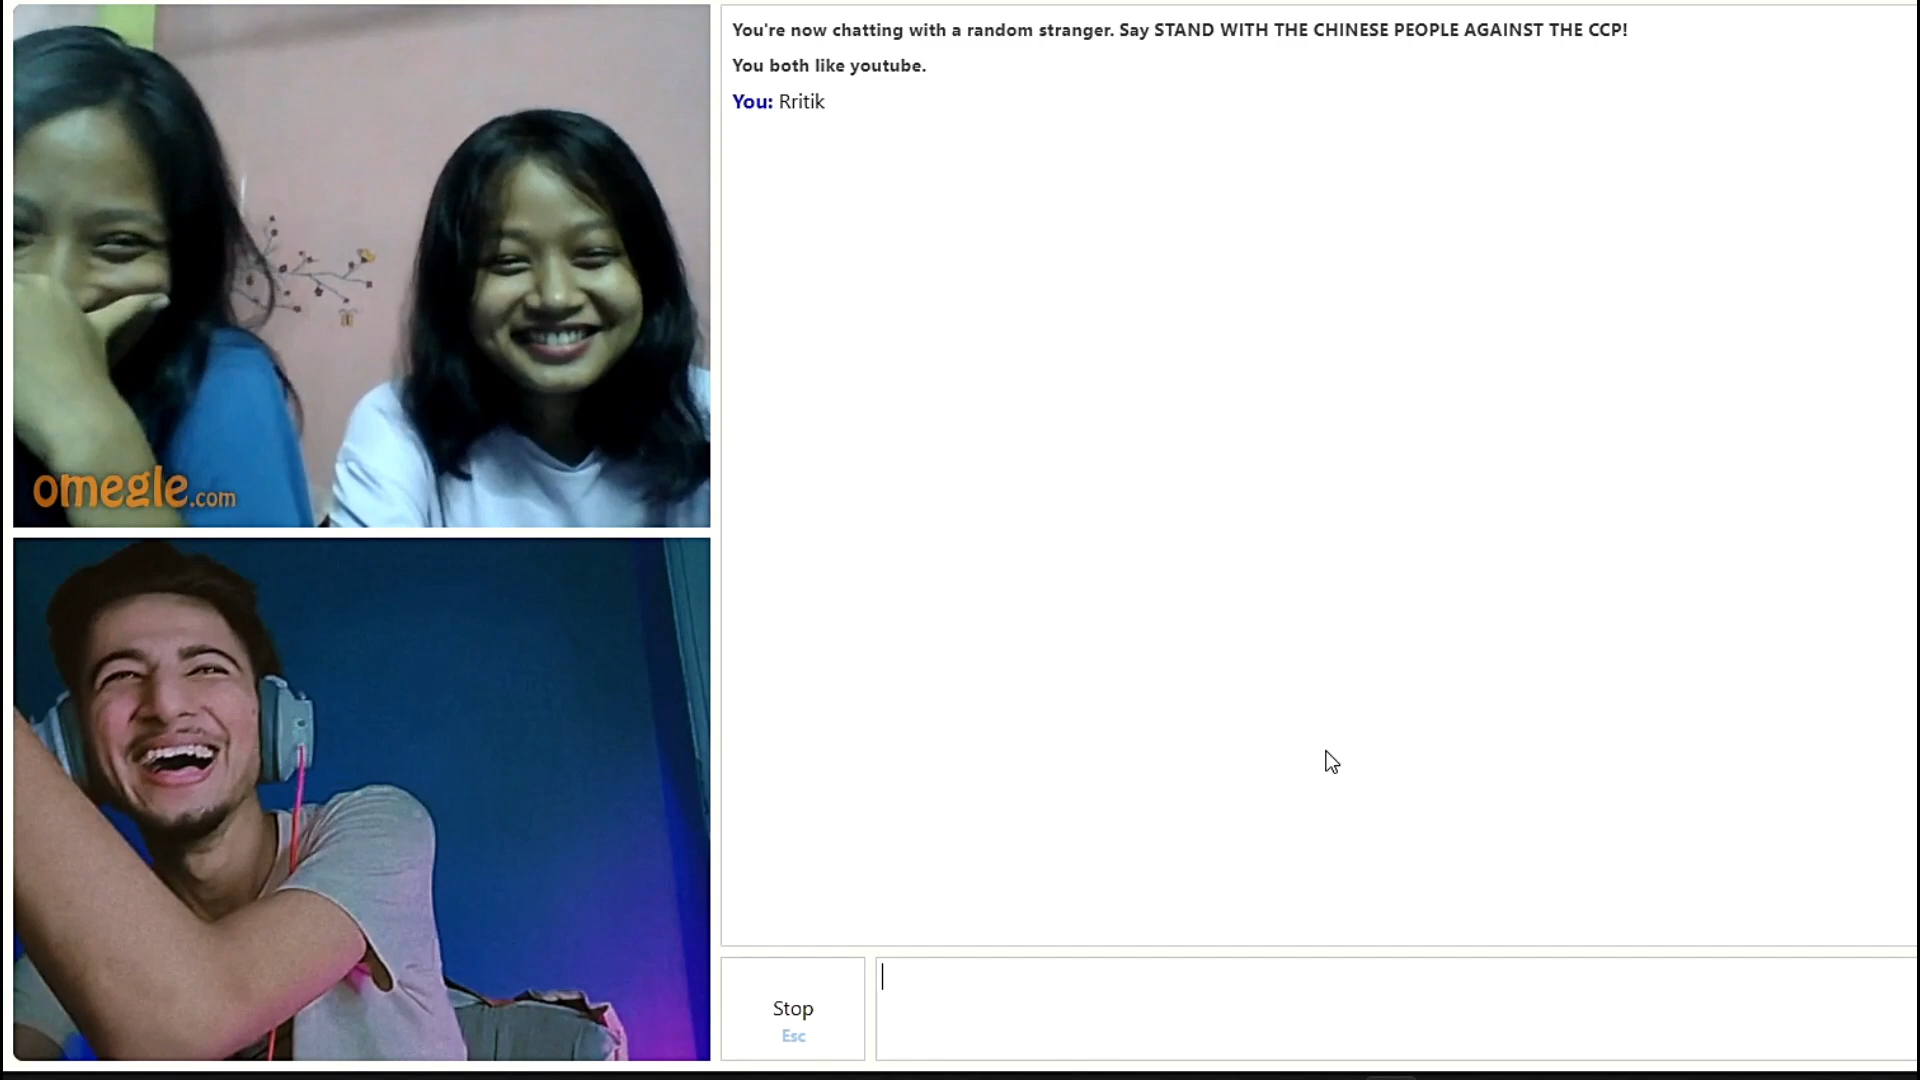 You're now chatting with a random stranger. Say STAND WITH THE CHINESE PEOPLE AGAINST THE CCP!
You both like youtube.
You: Rritik
omegle.com
Stop
Esc